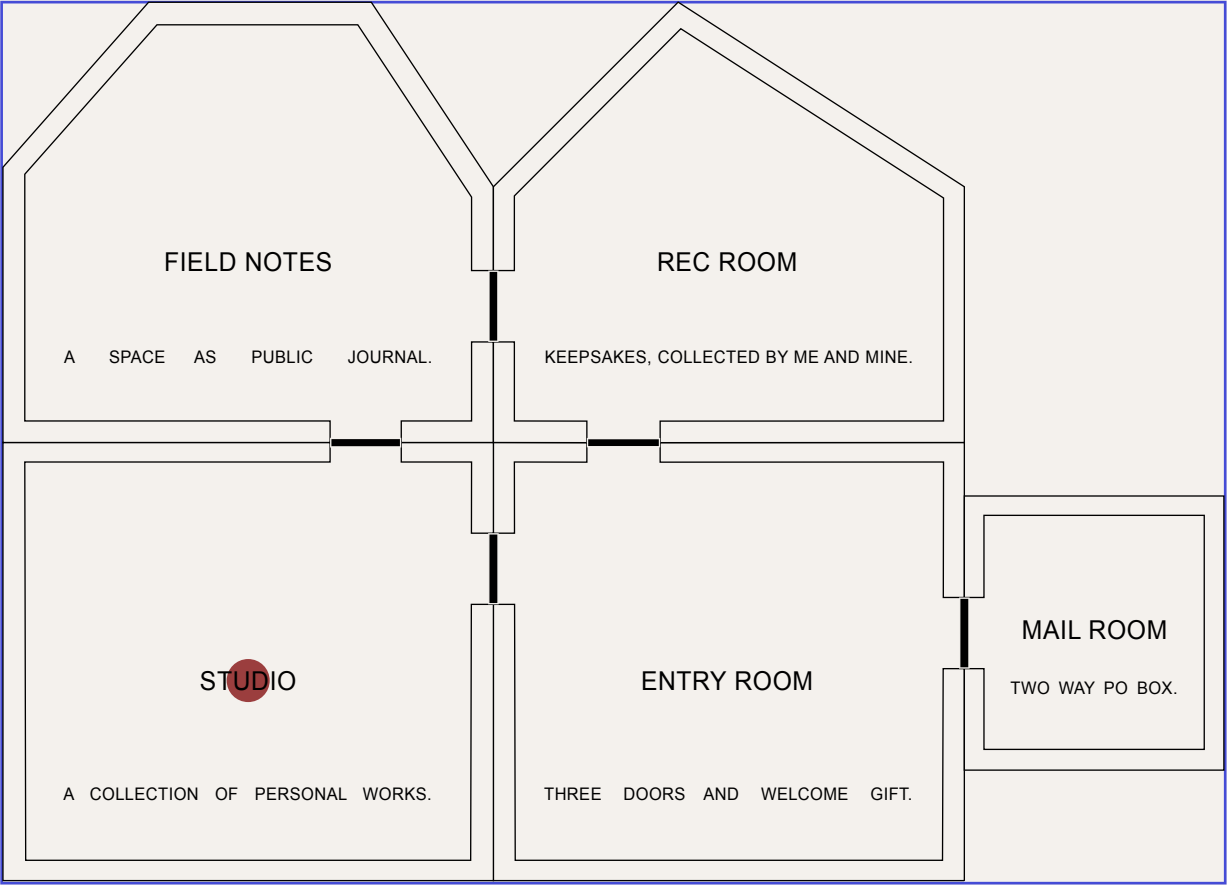 FIELD NOTES
A SPACE AS PUBLIC JOURNAL.
REC ROOM
KEEPSAKES, COLLECTED BY ME AND MINE.
STUDIO
A COLLECTION OF PERSONAL WORKS.
ENTRY ROOM
THREE DOORS AND WELCOME GIFT.
MAIL ROOM
TWO WAY PO BOX.